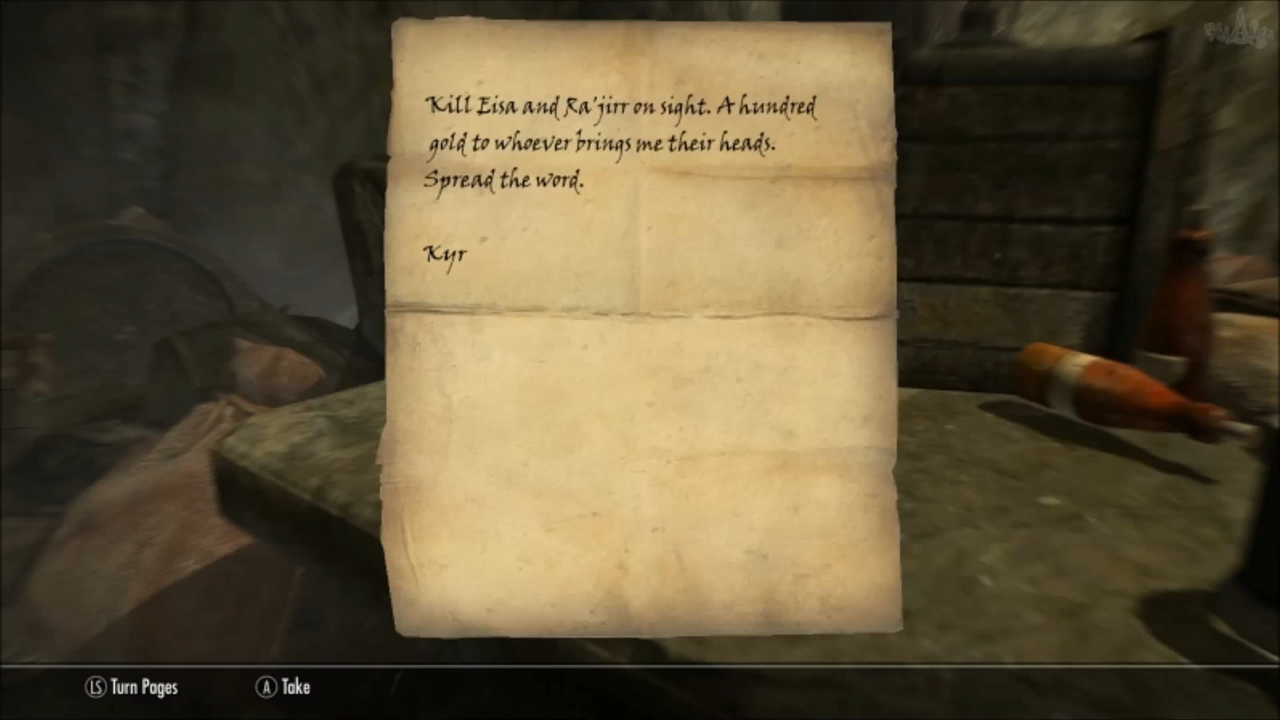 Kill Eisa and Ra'jirr on sight. A hundred
gold to whoever brings me their heads.
Spread the word.
Kyr
LS Turn Pages
A Take